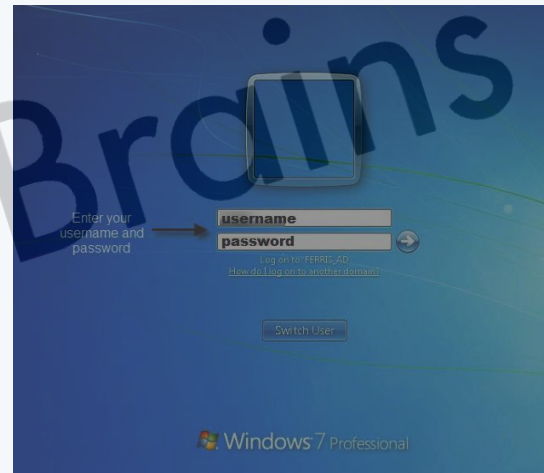 Brains
Enter your
username and
password
username
password
Log on to: FERRIS_AD
How do I log on to another domain?
Switch User
Windows 7 Professional